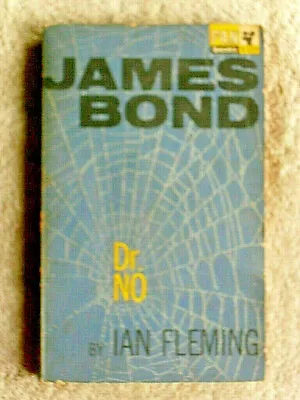 PAN
JAMES
BOND
Dr
NO
BY IAN FLEMING